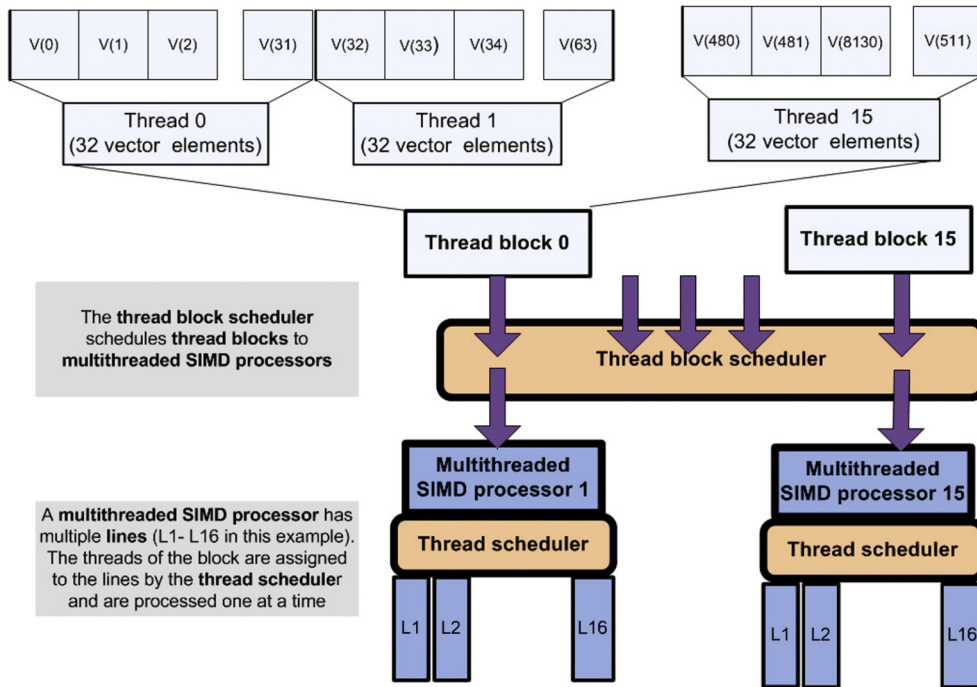 V(0) V(1) V(2) V(31) V(32) V(33) V(34) V(63) V(480) V(481) V(8130) V(511)
Thread 0
(32 vector elements)
Thread 1
(32 vector elements)
Thread 15
(32 vector elements)
Thread block 0
Thread block 15
The thread block scheduler
schedules thread blocks to
multithreaded SIMD processors
Thread block scheduler
Multithreaded
SIMD processor 1
Multithreaded
SIMD processor 15
A multithreaded SIMD processor has
multiple lines (L1- L16 in this example).
The threads of the block are assigned
to the lines by the thread scheduler
and are processed one at a time
Thread scheduler
Thread scheduler
L1 L2 L16
L1 L2 L16